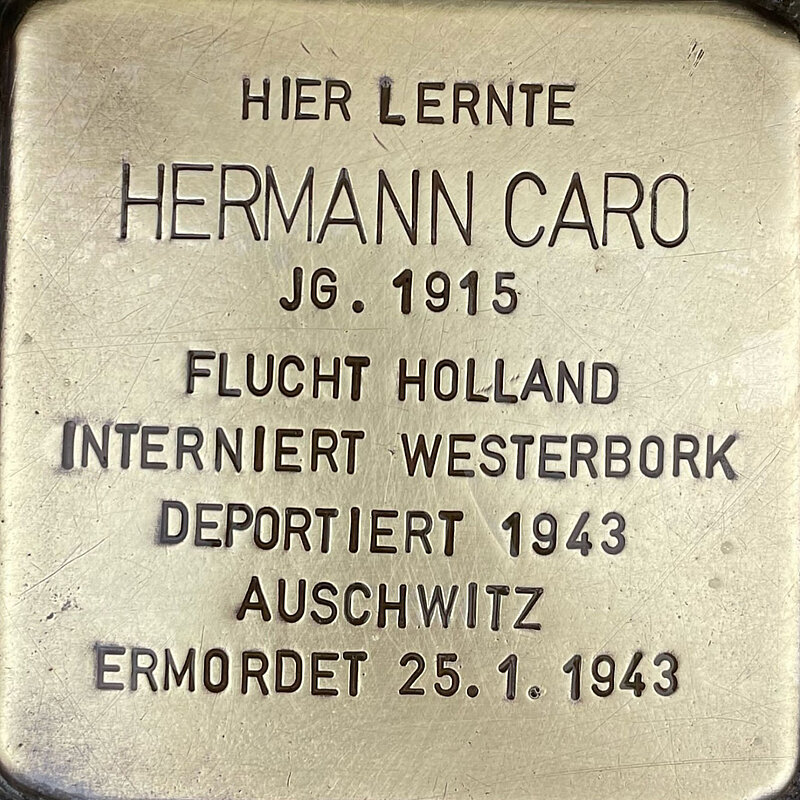 HIER LERNTE
HERMANN CARO
JG. 1915
FLUCHT HOLLAND
INTERNIERT WESTERBORK
DEPORTIERT 1943
AUSCHWITZ
ERMORDET 25.1.1943